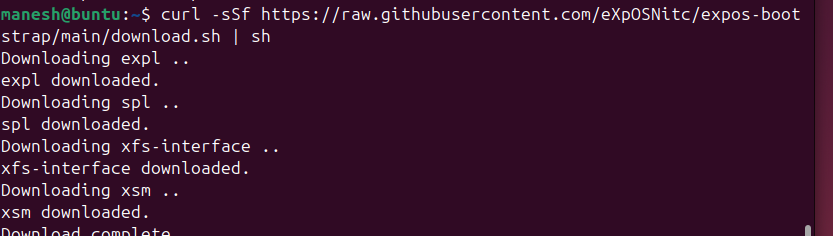 manesh@buntu:~$ curl -sSf https://raw.githubusercontent.com/eXpOSNitc/expos-boot
strap/main/download.sh | sh
Downloading expl ..
expl downloaded.
Downloading spl ..
spl downloaded.
Downloading xfs-interface ..
xfs-interface downloaded.
Downloading xsm ..
xsm downloaded.
Download complete